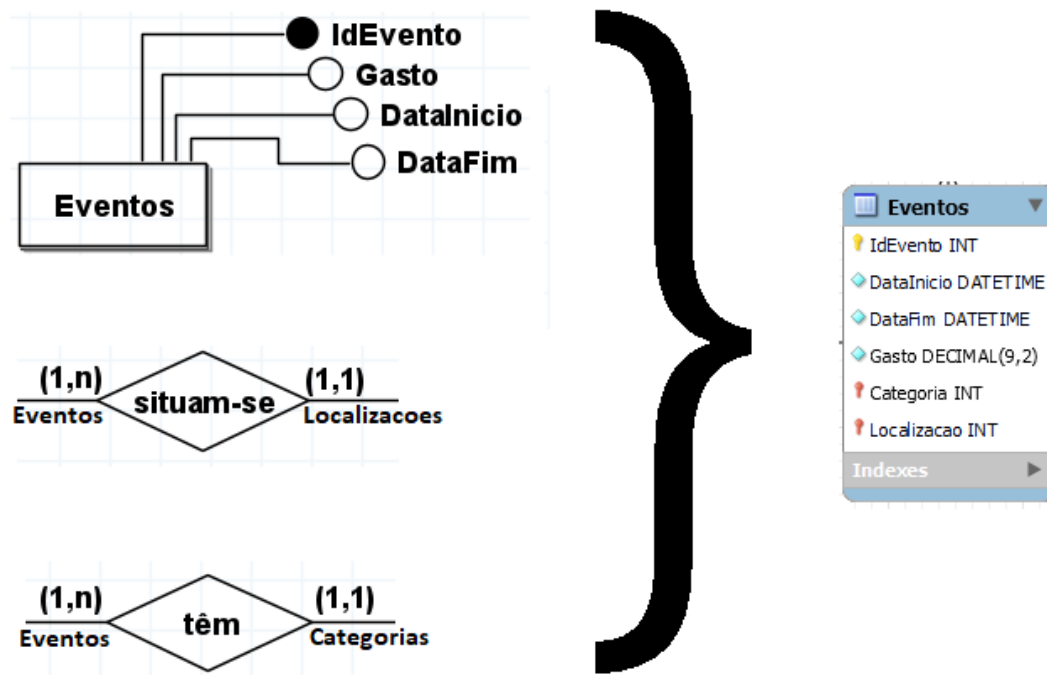 IdEvento
Gasto
DataInicio
DataFim
Eventos
(1,n)
situam-se
(1,1)
Eventos
Localizacoes
(1,n)
têm
(1,1)
Eventos
Categorias
Eventos
IdEvento INT
DataInicio DATETIME
DataFim DATETIME
Gasto DECIMAL(9,2)
Categoria INT
Localizacao INT
Indexes